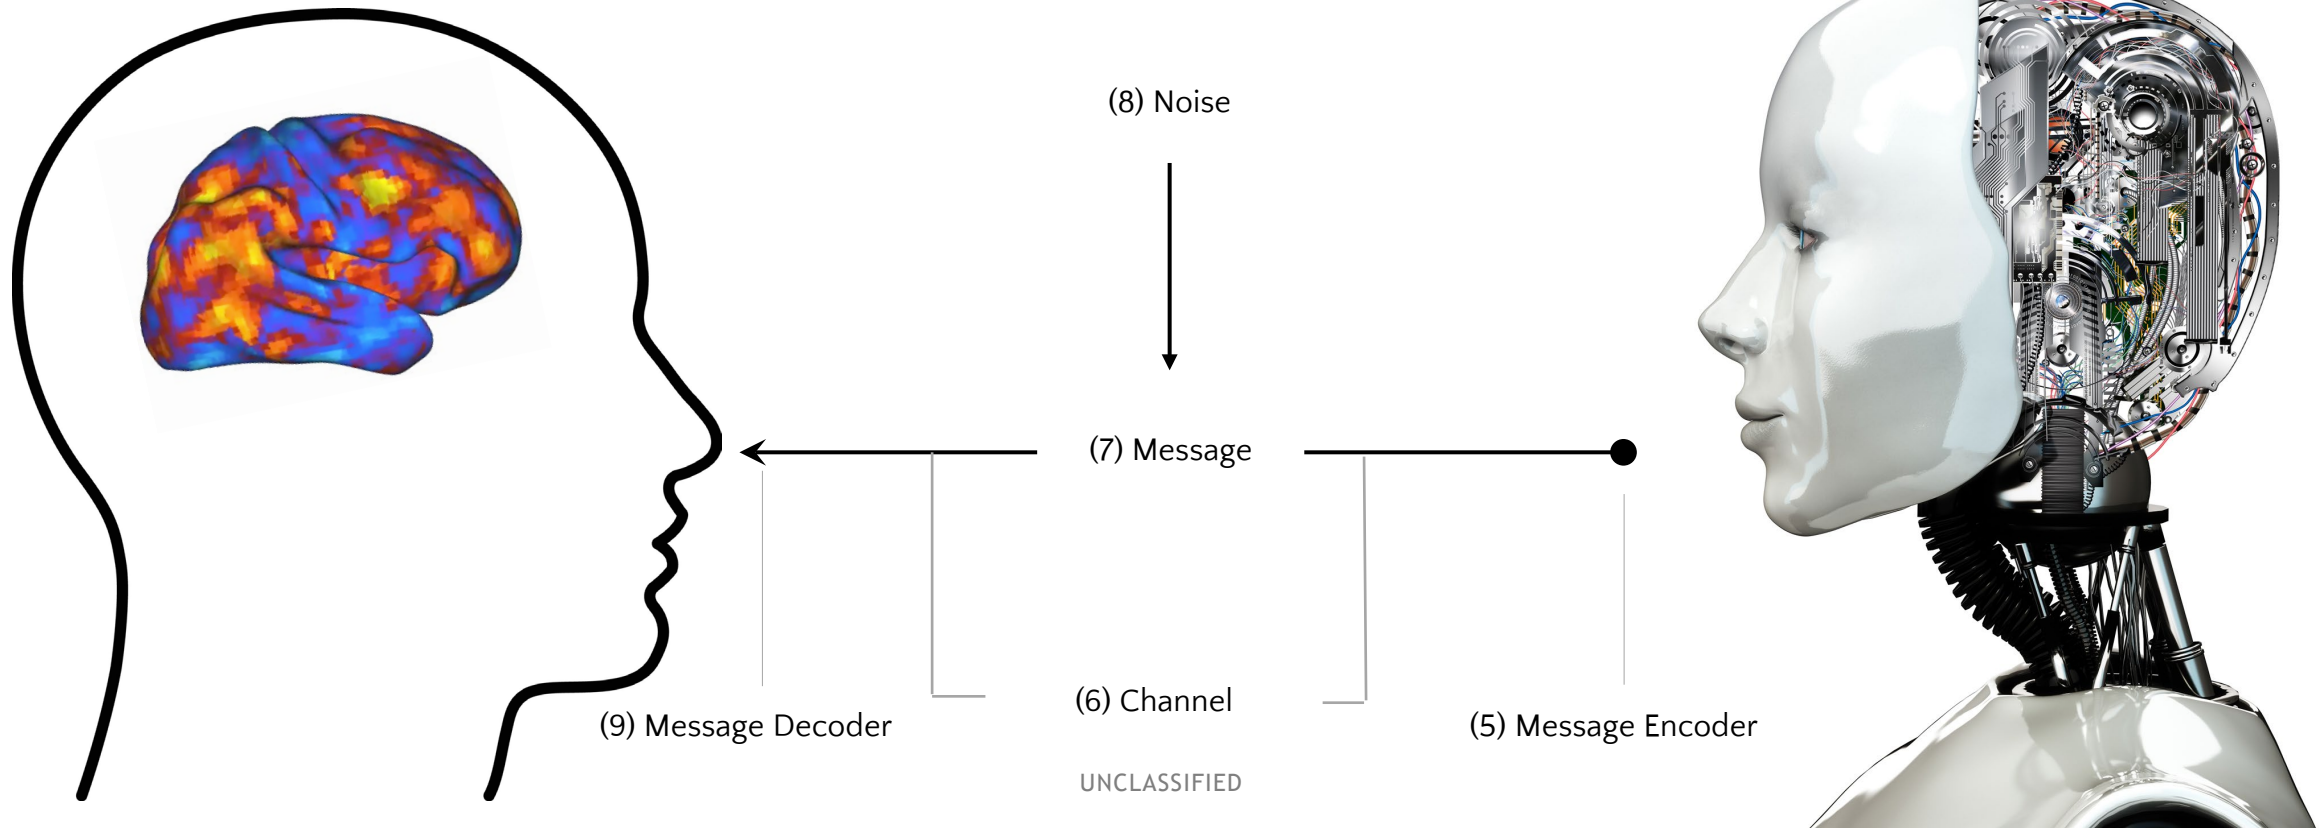 (8) Noise
(7) Message
(6) Channel
(9) Message Decoder
(5) Message Encoder
UNCLASSIFIED